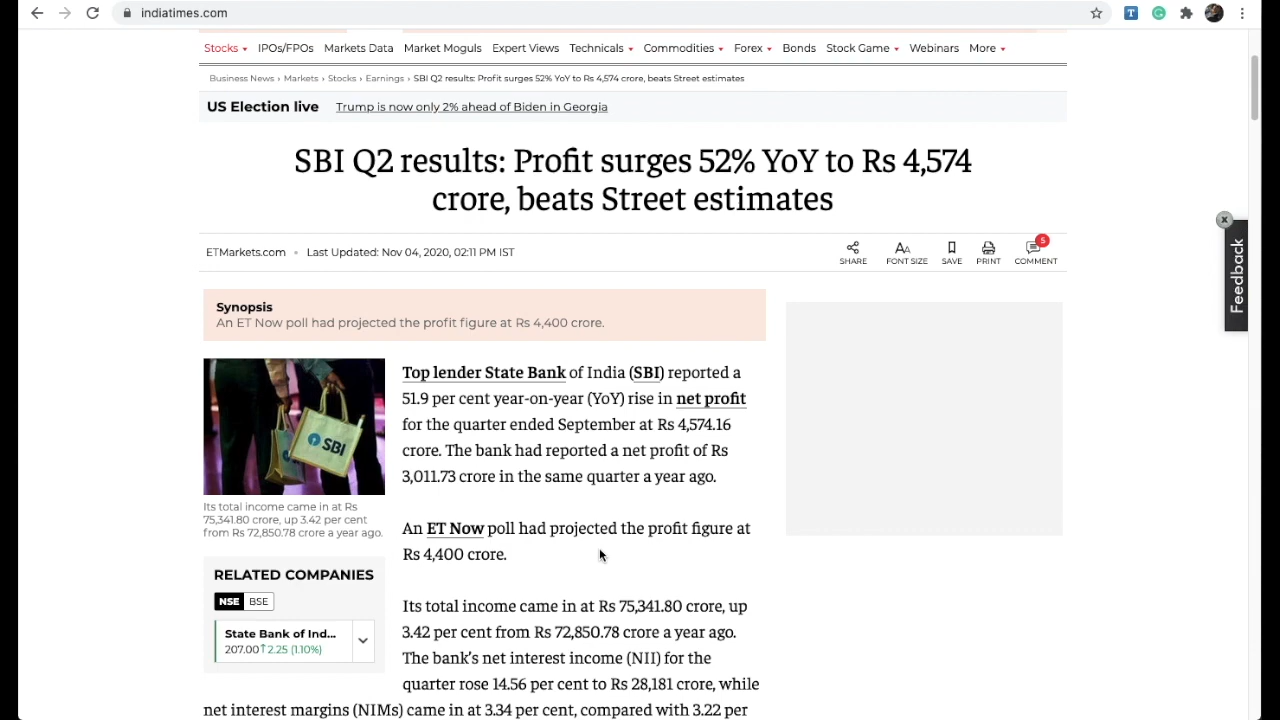 indiatimes.com
Stocks IPOs/FPOs Markets Data Market Moguls Expert Views Technicals Commodities Forex Bonds Stock Game Webinars More
Business News › Markets › Stocks › Earnings › SBI Q2 results: Profit surges 52% YoY to Rs 4,574 crore, beats Street estimates
US Election live Trump is now only 2% ahead of Biden in Georgia
SBI Q2 results: Profit surges 52% YoY to Rs 4,574
crore, beats Street estimates
ETMarkets.com • Last Updated: Nov 04, 2020, 02:11 PM IST
5
SHARE FONT SIZE SAVE PRINT COMMENT
x
Feedback
Synopsis
An ET Now poll had projected the profit figure at Rs 4,400 crore.
SBI
Its total income came in at Rs
75,341.80 crore, up 3.42 per cent
from Rs 72,850.78 crore a year ago.
RELATED COMPANIES
NSE BSE
State Bank of Ind...
207.00↑2.25 (1.10%)
Top lender State Bank of India (SBI) reported a
51.9 per cent year-on-year (YoY) rise in net profit
for the quarter ended September at Rs 4,574.16
crore. The bank had reported a net profit of Rs
3,011.73 crore in the same quarter a year ago.
An ET Now poll had projected the profit figure at
Rs 4,400 crore.
Its total income came in at Rs 75,341.80 crore, up
3.42 per cent from Rs 72,850.78 crore a year ago.
The bank's net interest income (NII) for the
quarter rose 14.56 per cent to Rs 28,181 crore, while
net interest margins (NIMs) came in at 3.34 per cent, compared with 3.22 per